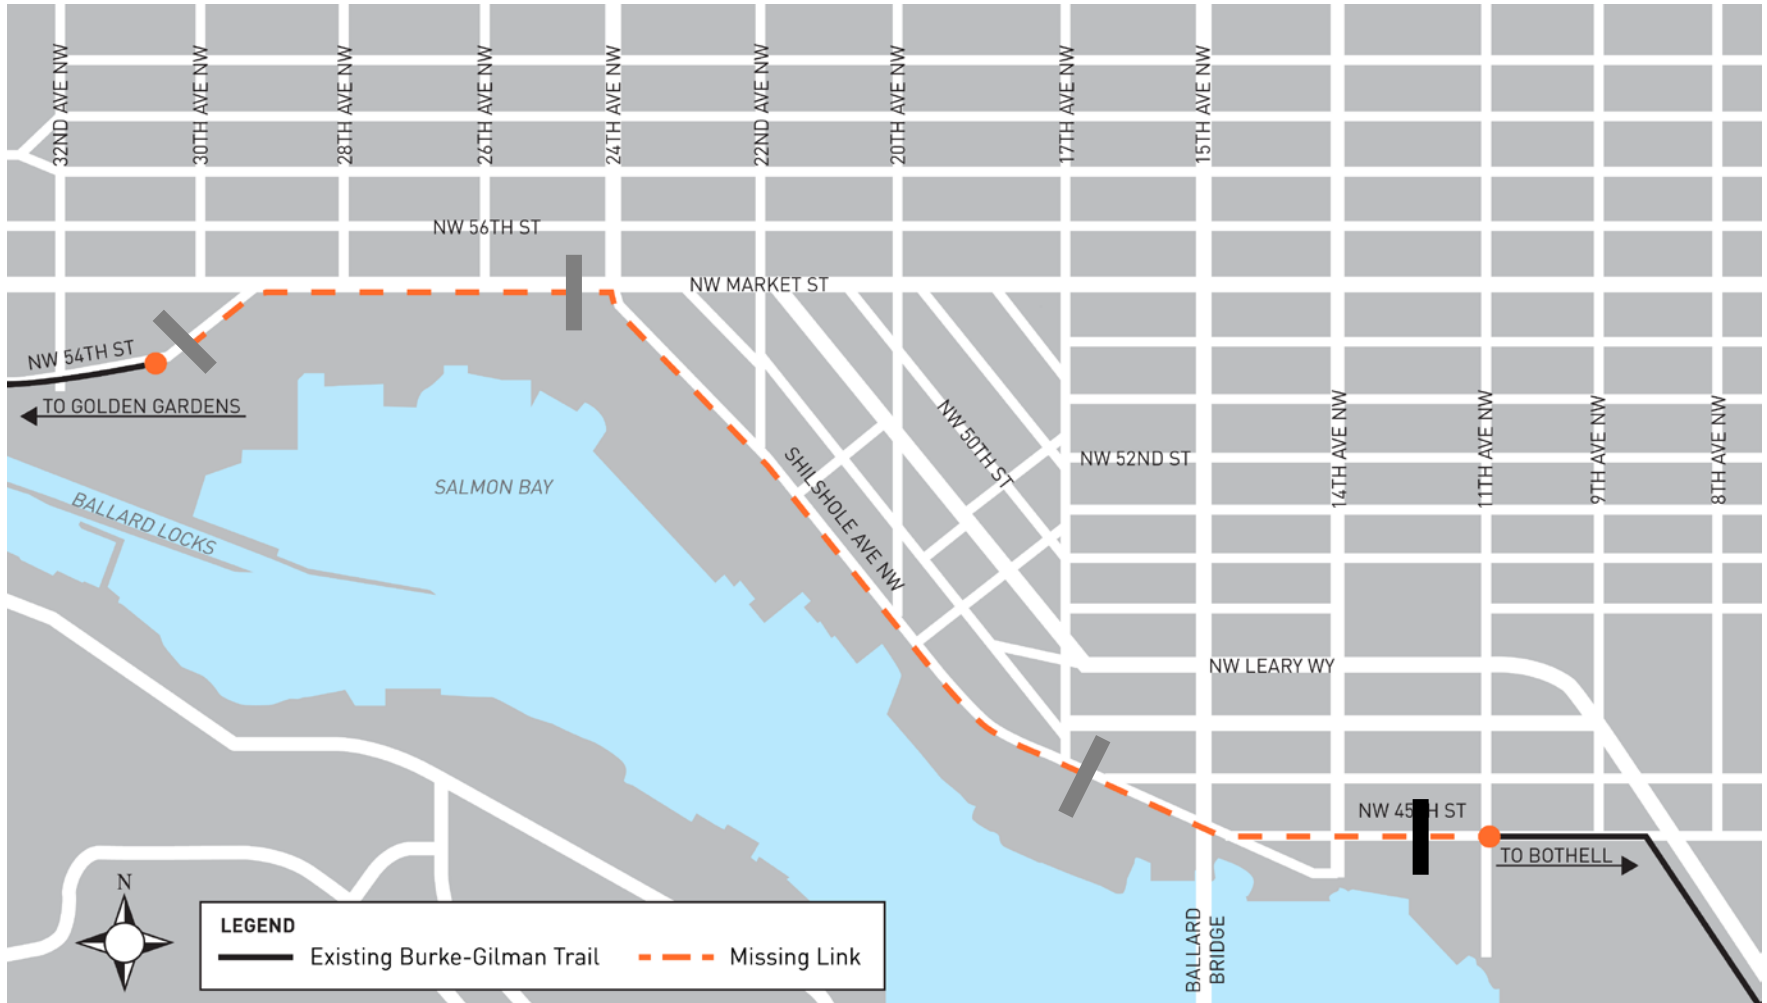 32ND AVE NW
30TH AVE NW
28TH AVE NW
26TH AVE NW
24TH AVE NW
22ND AVE NW
20TH AVE NW
17TH AVE NW
15TH AVE NW
NW 56TH ST
NW MARKET ST
NW 54TH ST
TO GOLDEN GARDENS
14TH AVE NW
11TH AVE NW
9TH AVE NW
8TH AVE NW
NW 50TH ST
NW 52ND ST
SHILSHOLE AVE NW
SALMON BAY
BALLARD LOCKS
NW LEARY WY
NW 45TH ST
TO BOTHELL
BALLARD
BRIDGE
N
LEGEND
Existing Burke-Gilman Trail
Missing Link